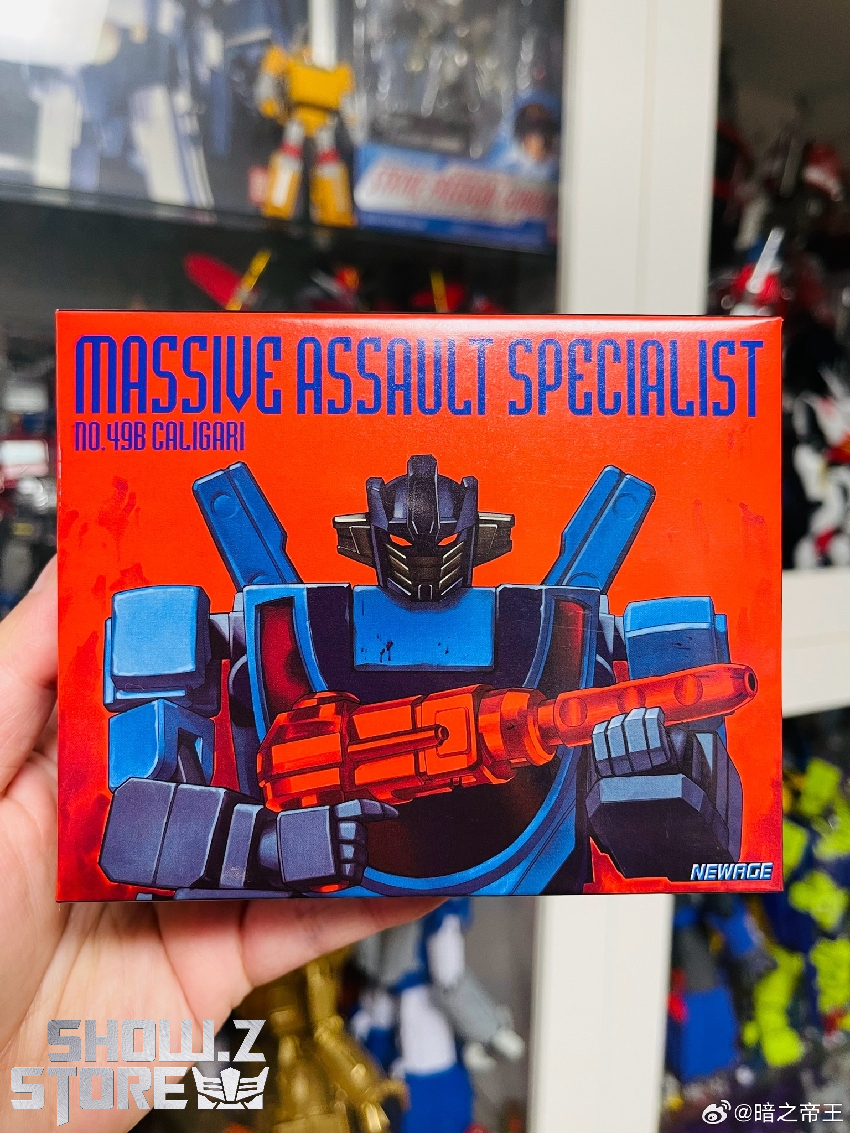 MASSIVE ASSAULT SPECIALIST
NO.49B CALIGARI
NEWAGE
SHOW.Z
STORE
@暗之帝王